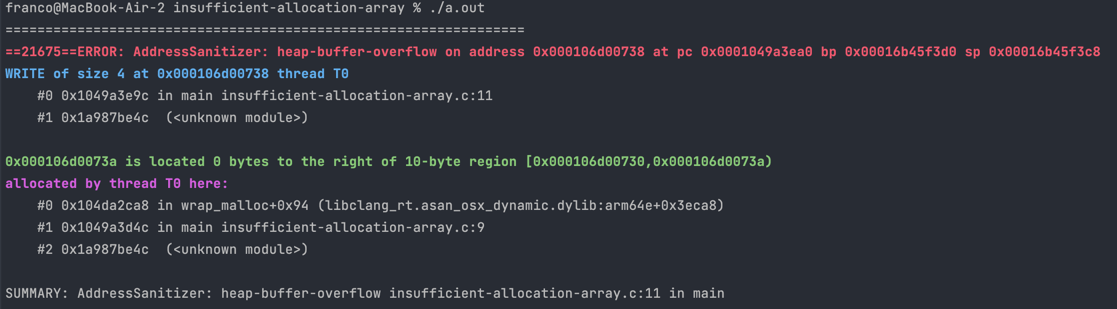 franco@MacBook-Air-2 insufficient-allocation-array % ./a.out
=================================================================
==21675==ERROR: AddressSanitizer: heap-buffer-overflow on address 0x000106d00738 at pc 0x0001049a3ea0 bp 0x00016b45f3d0 sp 0x00016b45f3c8
WRITE of size 4 at 0x000106d00738 thread T0
    #0 0x1049a3e9c in main insufficient-allocation-array.c:11
    #1 0x1a987be4c  (<unknown module>)

0x000106d0073a is located 0 bytes to the right of 10-byte region [0x000106d00730,0x000106d0073a)
allocated by thread T0 here:
    #0 0x104da2ca8 in wrap_malloc+0x94 (libclang_rt.asan_osx_dynamic.dylib:arm64e+0x3eca8)
    #1 0x1049a3d4c in main insufficient-allocation-array.c:9
    #2 0x1a987be4c  (<unknown module>)

SUMMARY: AddressSanitizer: heap-buffer-overflow insufficient-allocation-array.c:11 in main